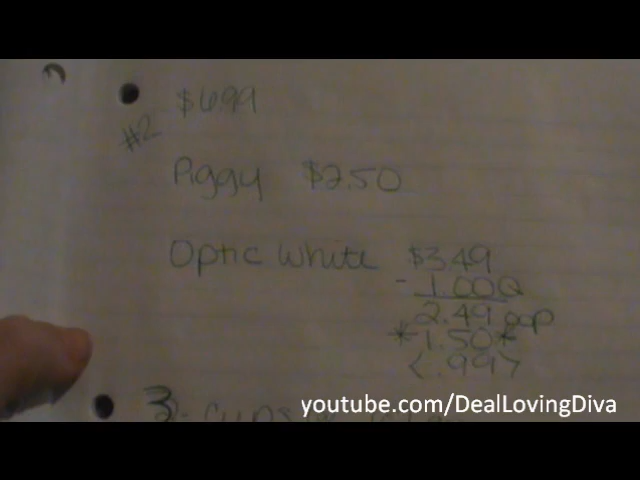 $6.99
#2
Piggy $2.50
Optic White $3.49
- 1.00Q
2.49 oop
*1.50*
<.99>
3-
youtube.com/DealLovingDiva